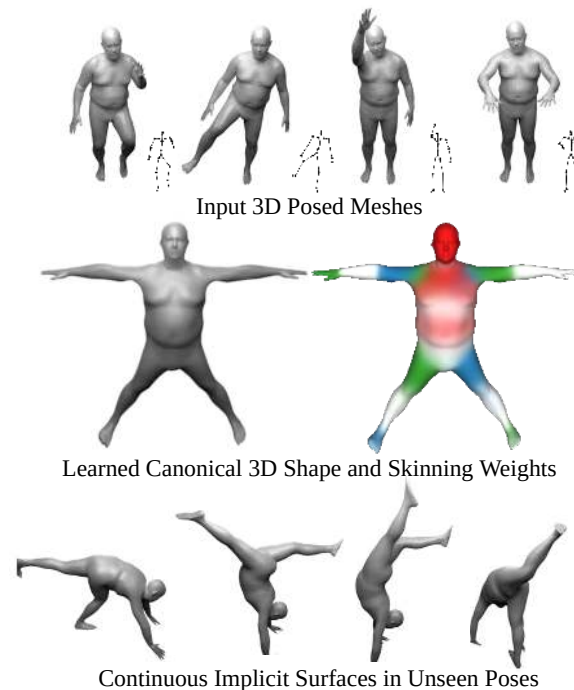 Input 3D Posed Meshes
Learned Canonical 3D Shape and Skinning Weights
Continuous Implicit Surfaces in Unseen Poses